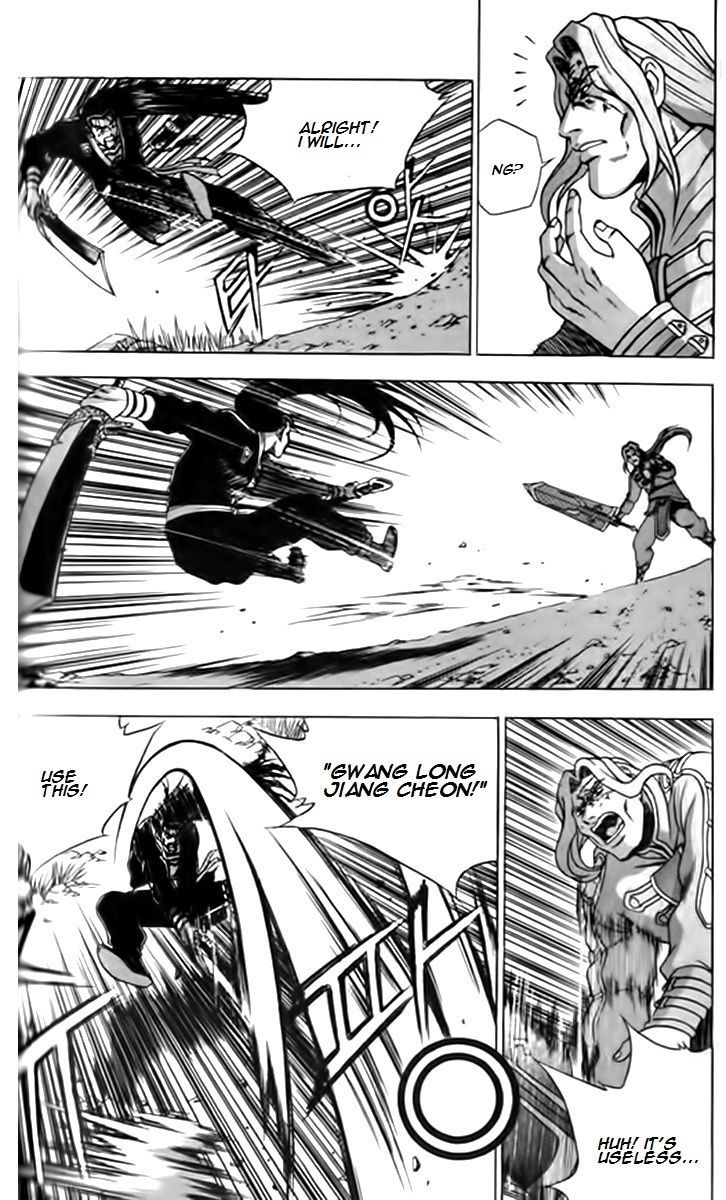 NG?
ALRIGHT!
I WILL...
"GWANG LONG
JIANG CHEON!"
USE
THIS!
HUH! IT'S
USELESS...